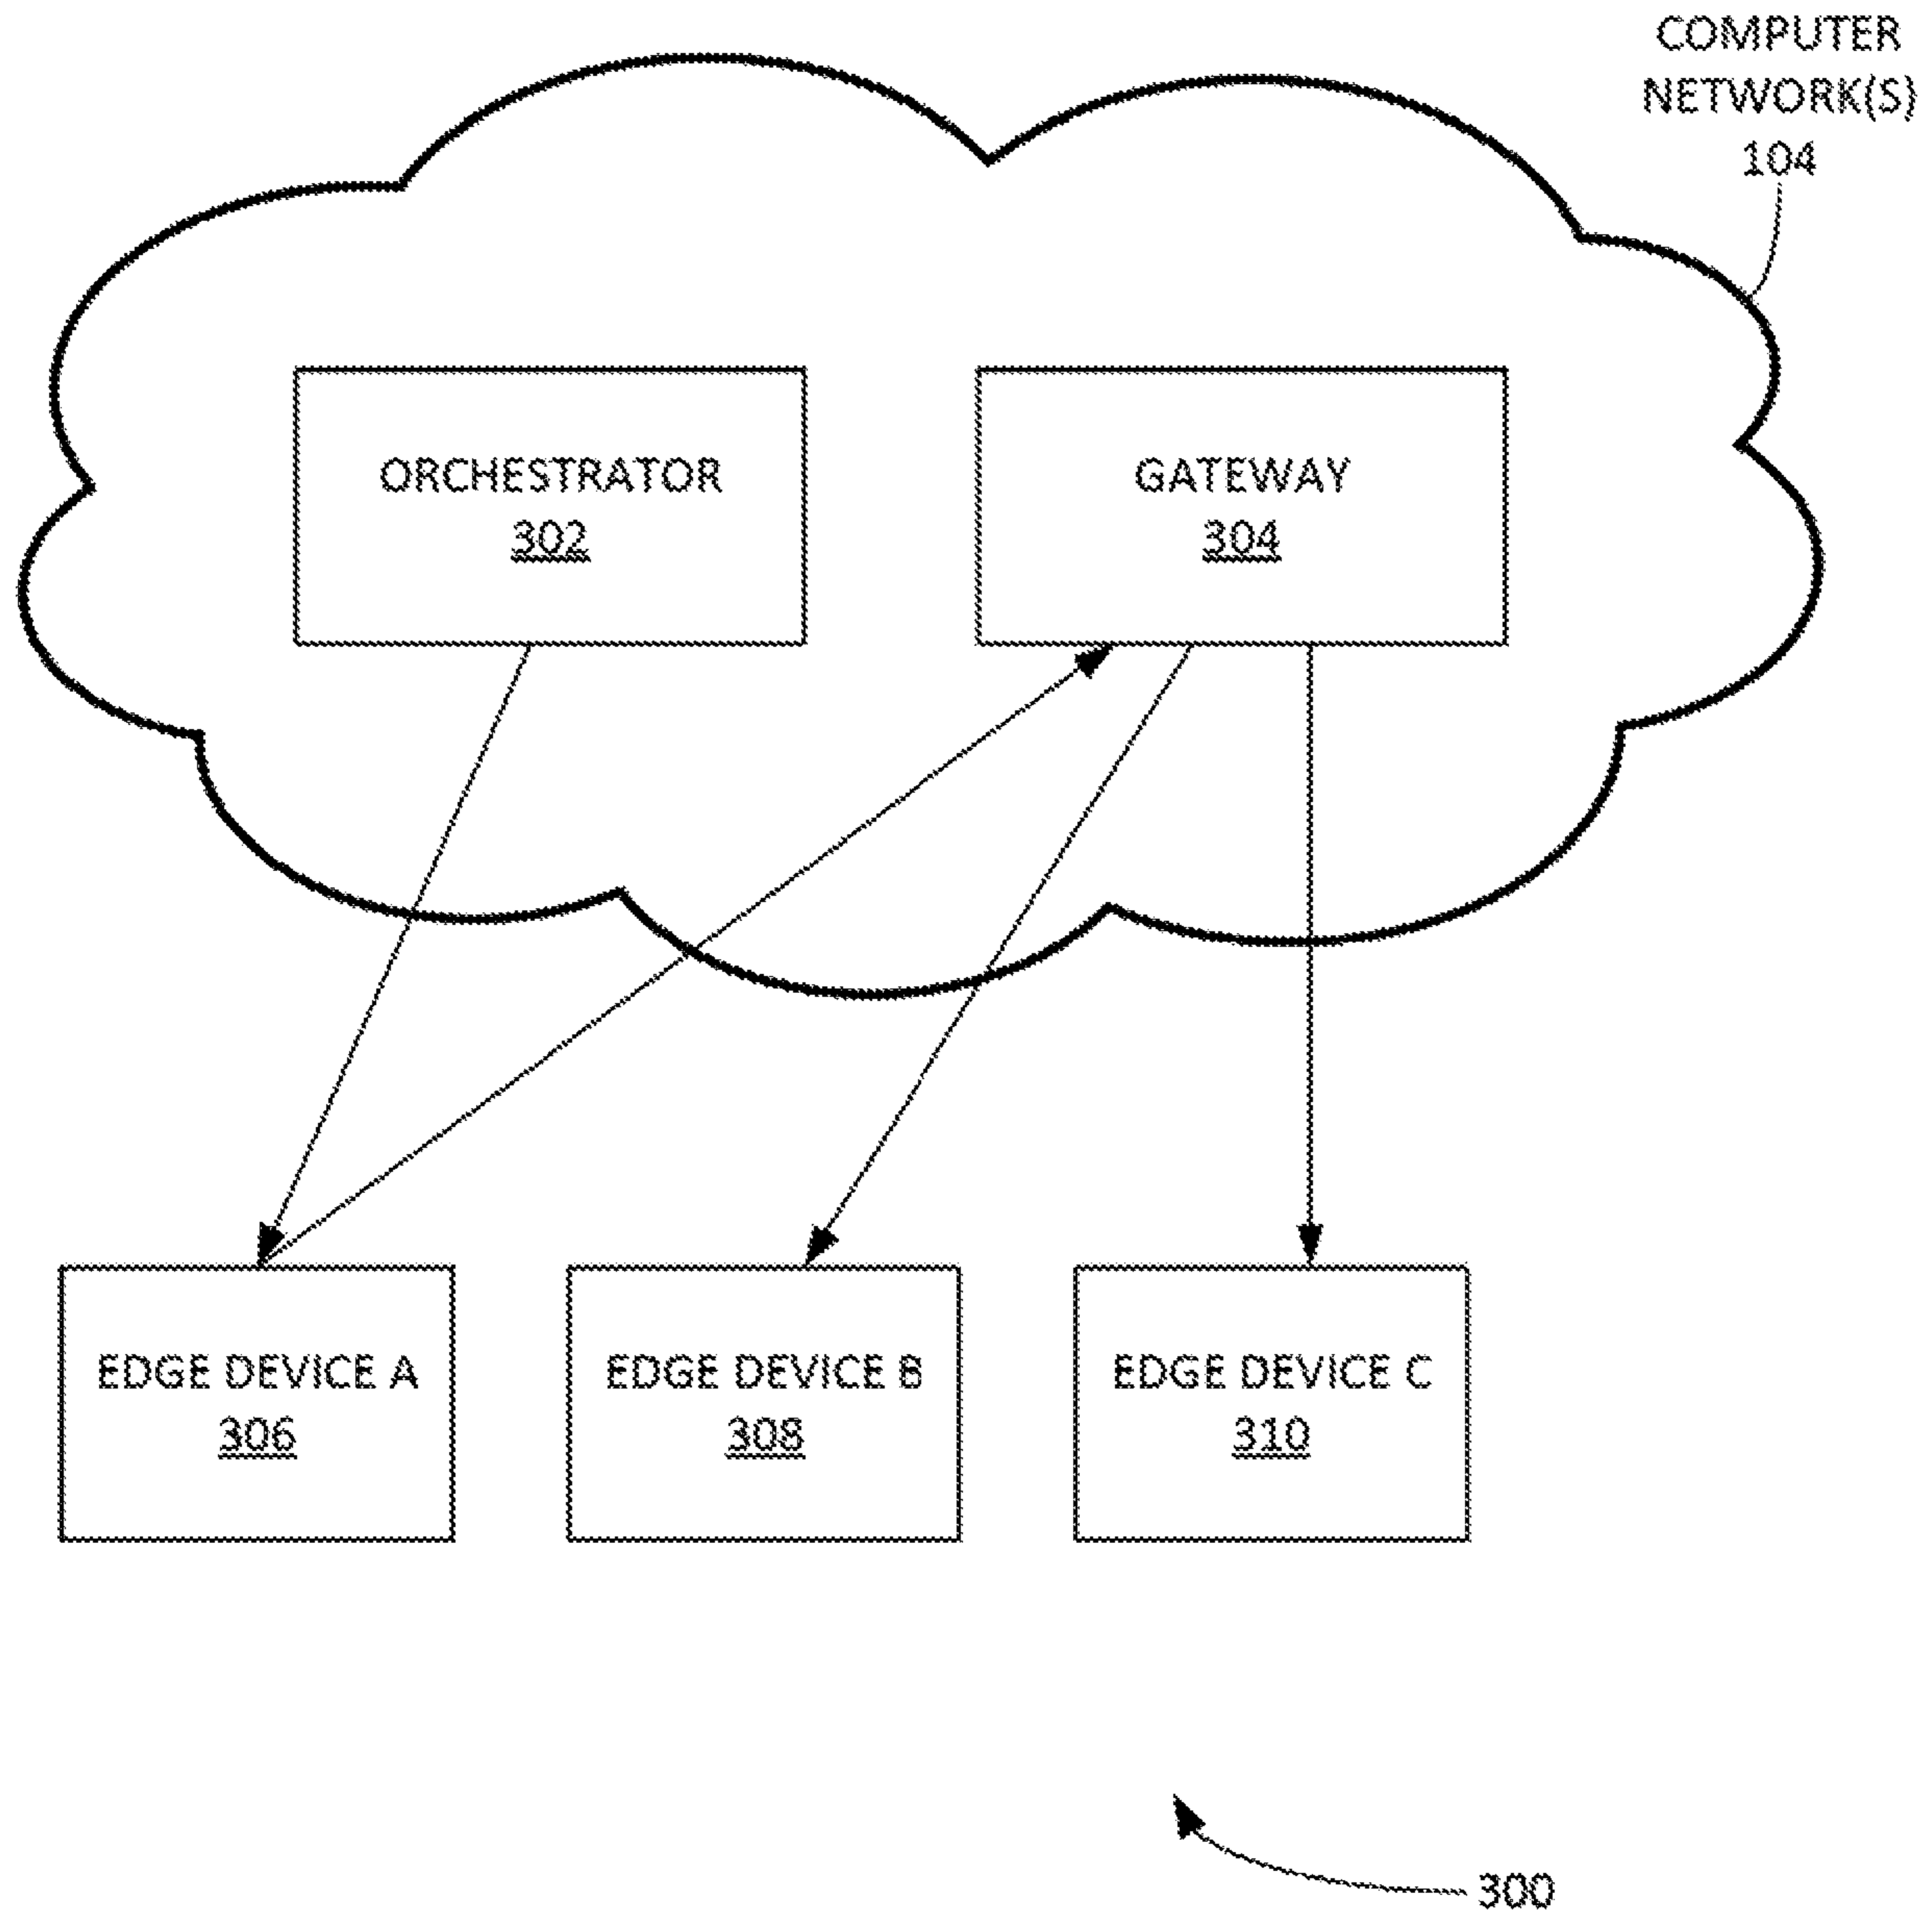 COMPUTER
NETWORK(S)
104
ORCHESTRATOR
302
GATEWAY
304
EDGE DEVICE A
306
EDGE DEVICE B
308
EDGE DEVICE C
310
300